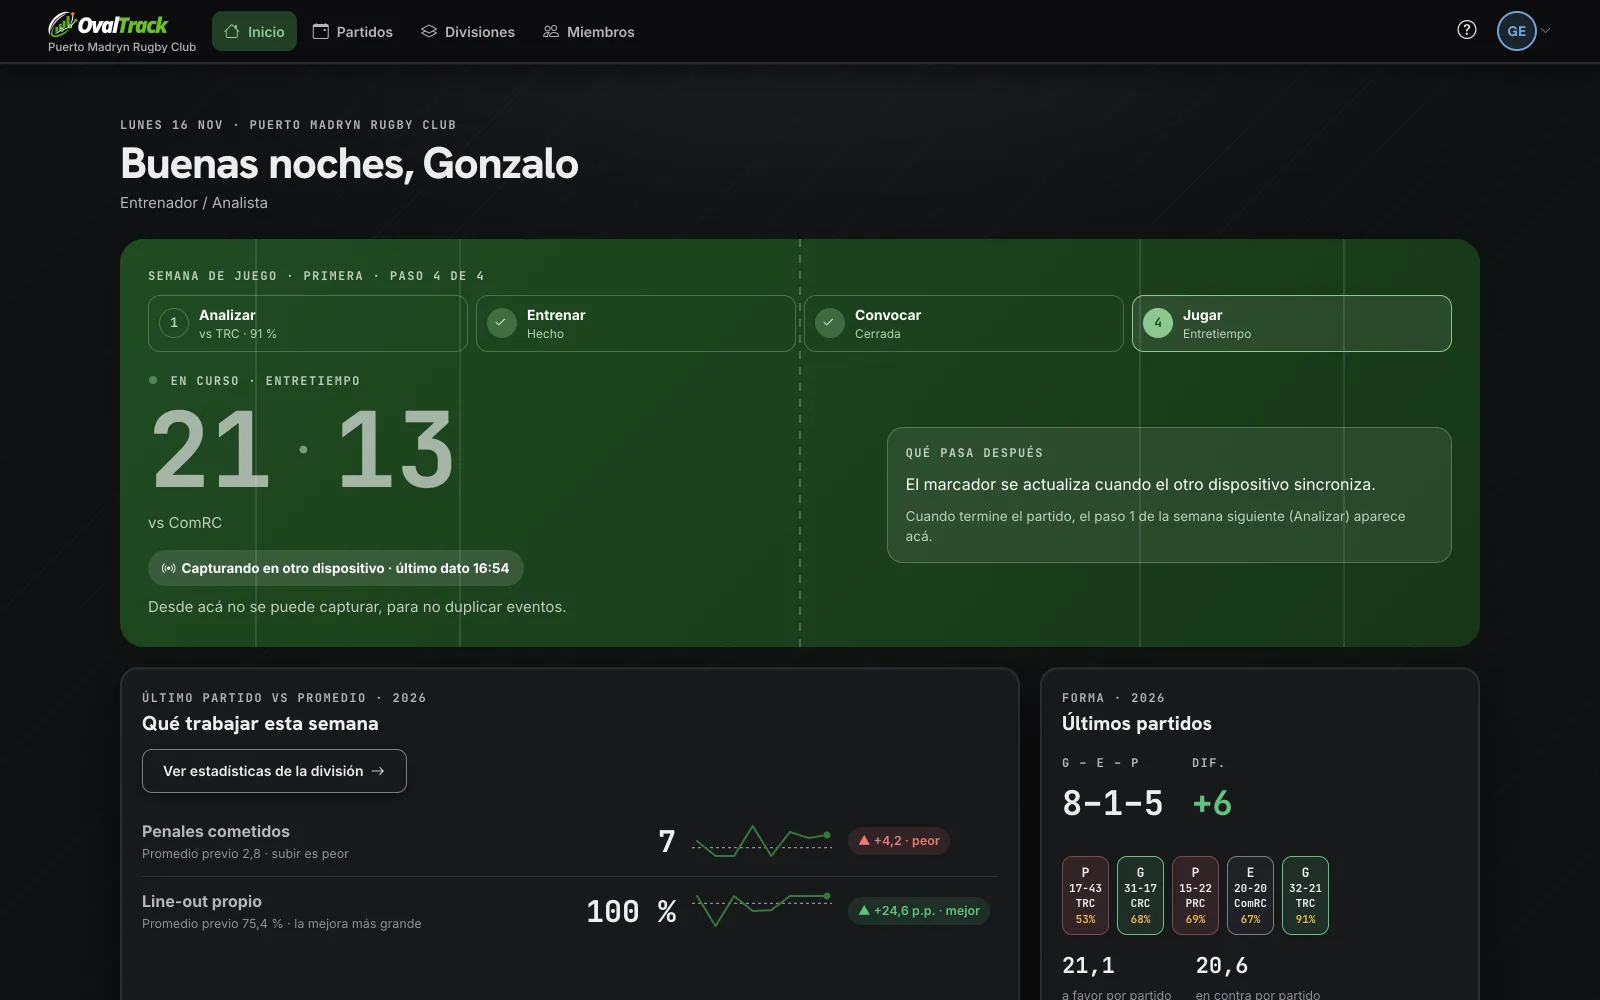 OvalTrack
Puerto Madryn Rugby Club
Inicio
Partidos
Divisiones
Miembros
?
GE
LUNES 16 NOV · PUERTO MADRYN RUGBY CLUB
Buenas noches, Gonzalo
Entrenador / Analista
SEMANA DE JUEGO · PRIMERA · PASO 4 DE 4
1
Analizar
vs TRC · 91 %
Entrenar
Hecho
Convocar
Cerrada
4
Jugar
Entretiempo
EN CURSO · ENTRETIEMPO
21 · 13
vs ComRC
Capturando en otro dispositivo · último dato 16:54
Desde acá no se puede capturar, para no duplicar eventos.
QUÉ PASA DESPUÉS
El marcador se actualiza cuando el otro dispositivo sincroniza.
Cuando termine el partido, el paso 1 de la semana siguiente (Analizar) aparece
acá.
ÚLTIMO PARTIDO VS PROMEDIO · 2026
Qué trabajar esta semana
Ver estadísticas de la división →
Penales cometidos
Promedio previo 2,8 · subir es peor
7
▲ +4,2 · peor
Line-out propio
Promedio previo 75,4 % · la mejora más grande
100 %
▲ +24,6 p.p. · mejor
FORMA · 2026
Últimos partidos
G – E – P
DIF.
8–1–5
+6
P
17-43
TRC
53%
G
31-17
CRC
68%
P
15-22
PRC
69%
E
20-20
ComRC
67%
G
32-21
TRC
91%
21,1
20,6
a favor por partido
en contra por partido